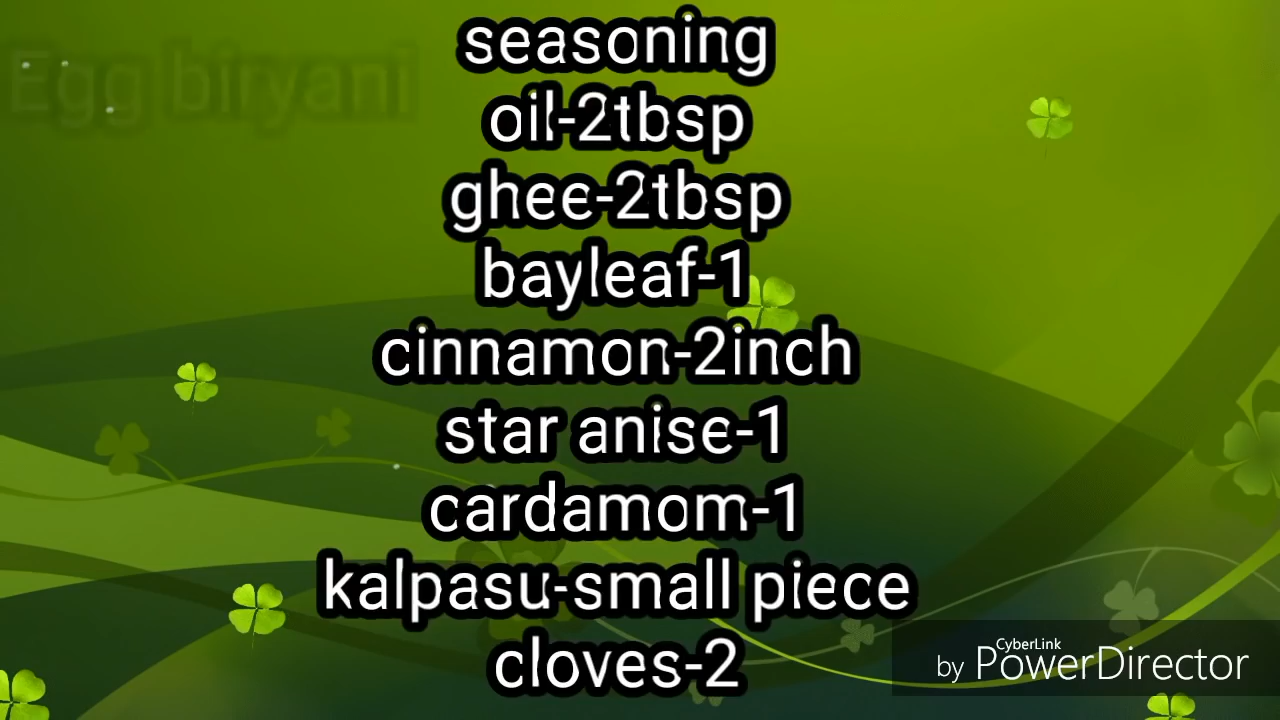 Egg biryani
seasoning
oil-2tbsp
ghee-2tbsp
bayleaf-1
cinnamon-2inch
star anise-1
cardamom-1
kalpasu-small piece
cloves-2
CyberLink
by PowerDirector